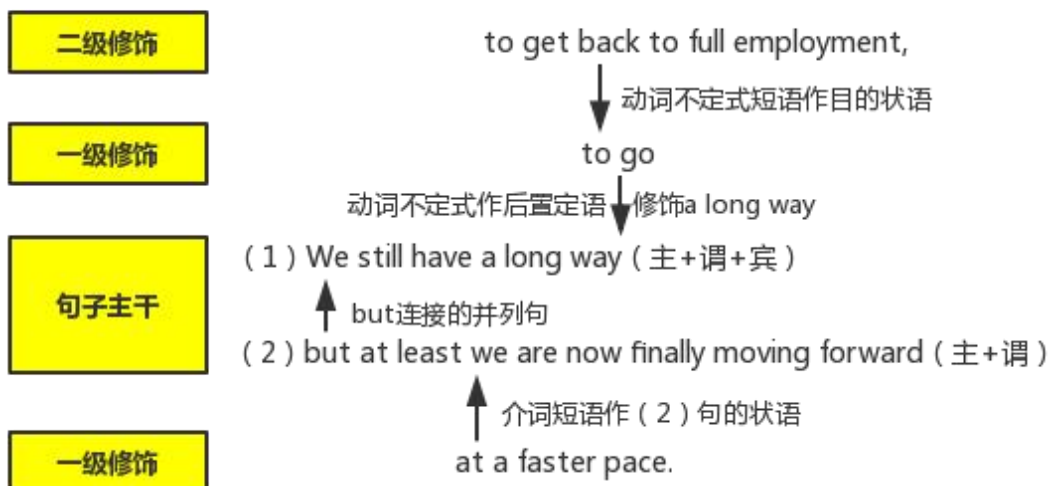 二级修饰 to get back to full employment,
动词不定式短语作目的状语
一级修饰 to go
动词不定式作后置定语 修饰a long way
（1）We still have a long way（主+谓+宾）
句子主干 but连接的并列句
（2）but at least we are now finally moving forward（主+谓）
介词短语作（2）句的状语
一级修饰 at a faster pace.